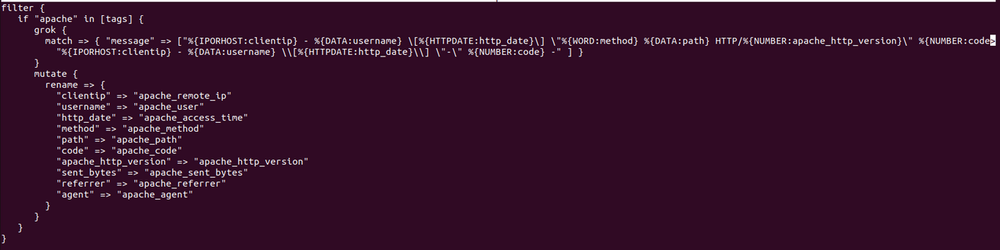 filter {
   if "apache" in [tags] {
      grok {
        match => { "message" => ["%{IPORHOST:clientip} - %{DATA:username} \[%{HTTPDATE:http_date}\] \"%{WORD:method} %{DATA:path} HTTP/%{NUMBER:apache_http_version}\" %{NUMBER:code>
          "%{IPORHOST:clientip} - %{DATA:username} \\[%{HTTPDATE:http_date}\\] \"-\" %{NUMBER:code} -" ] }
      }
      mutate {
        rename => {
          "clientip" => "apache_remote_ip"
          "username" => "apache_user"
          "http_date" => "apache_access_time"
          "method" => "apache_method"
          "path" => "apache_path"
          "code" => "apache_code"
          "apache_http_version" => "apache_http_version"
          "sent_bytes" => "apache_sent_bytes"
          "referrer" => "apache_referrer"
          "agent" => "apache_agent"
        }
      }
   }
}